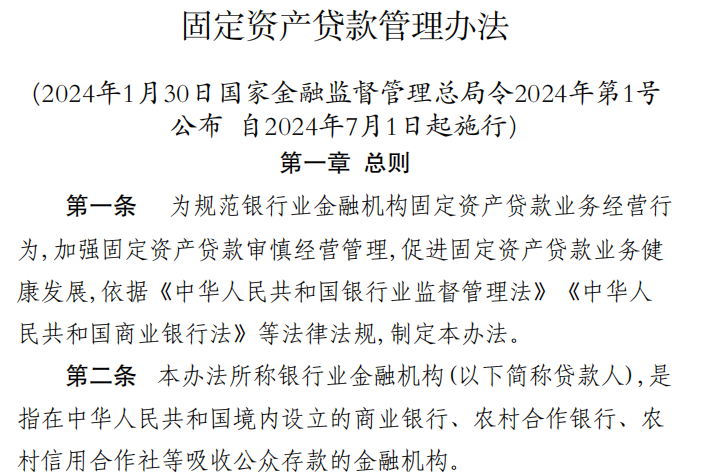 固定资产贷款管理办法
(2024年1月30日国家金融监督管理总局令2024年第1号
公布 自2024年7月1日起施行)
第一章 总则
第一条 为规范银行业金融机构固定资产贷款业务经营行
为,加强固定资产贷款审慎经营管理,促进固定资产贷款业务健
康发展,依据《中华人民共和国银行业监督管理法》《中华人
民共和国商业银行法》等法律法规,制定本办法。
第二条 本办法所称银行业金融机构(以下简称贷款人),是
指在中华人民共和国境内设立的商业银行、农村合作银行、农
村信用合作社等吸收公众存款的金融机构。